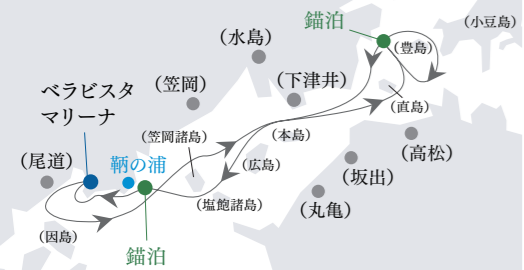 錨泊
（小豆島）
（水島）
（豊島）
（笠岡）
（下津井）
（直島）
ベラビスタ
マリーナ
（笠岡諸島）
（本島）
（高松）
（尾道）
鞆の浦
（広島）
（坂出）
（塩飽諸島）
（丸亀）
（因島）
錨泊